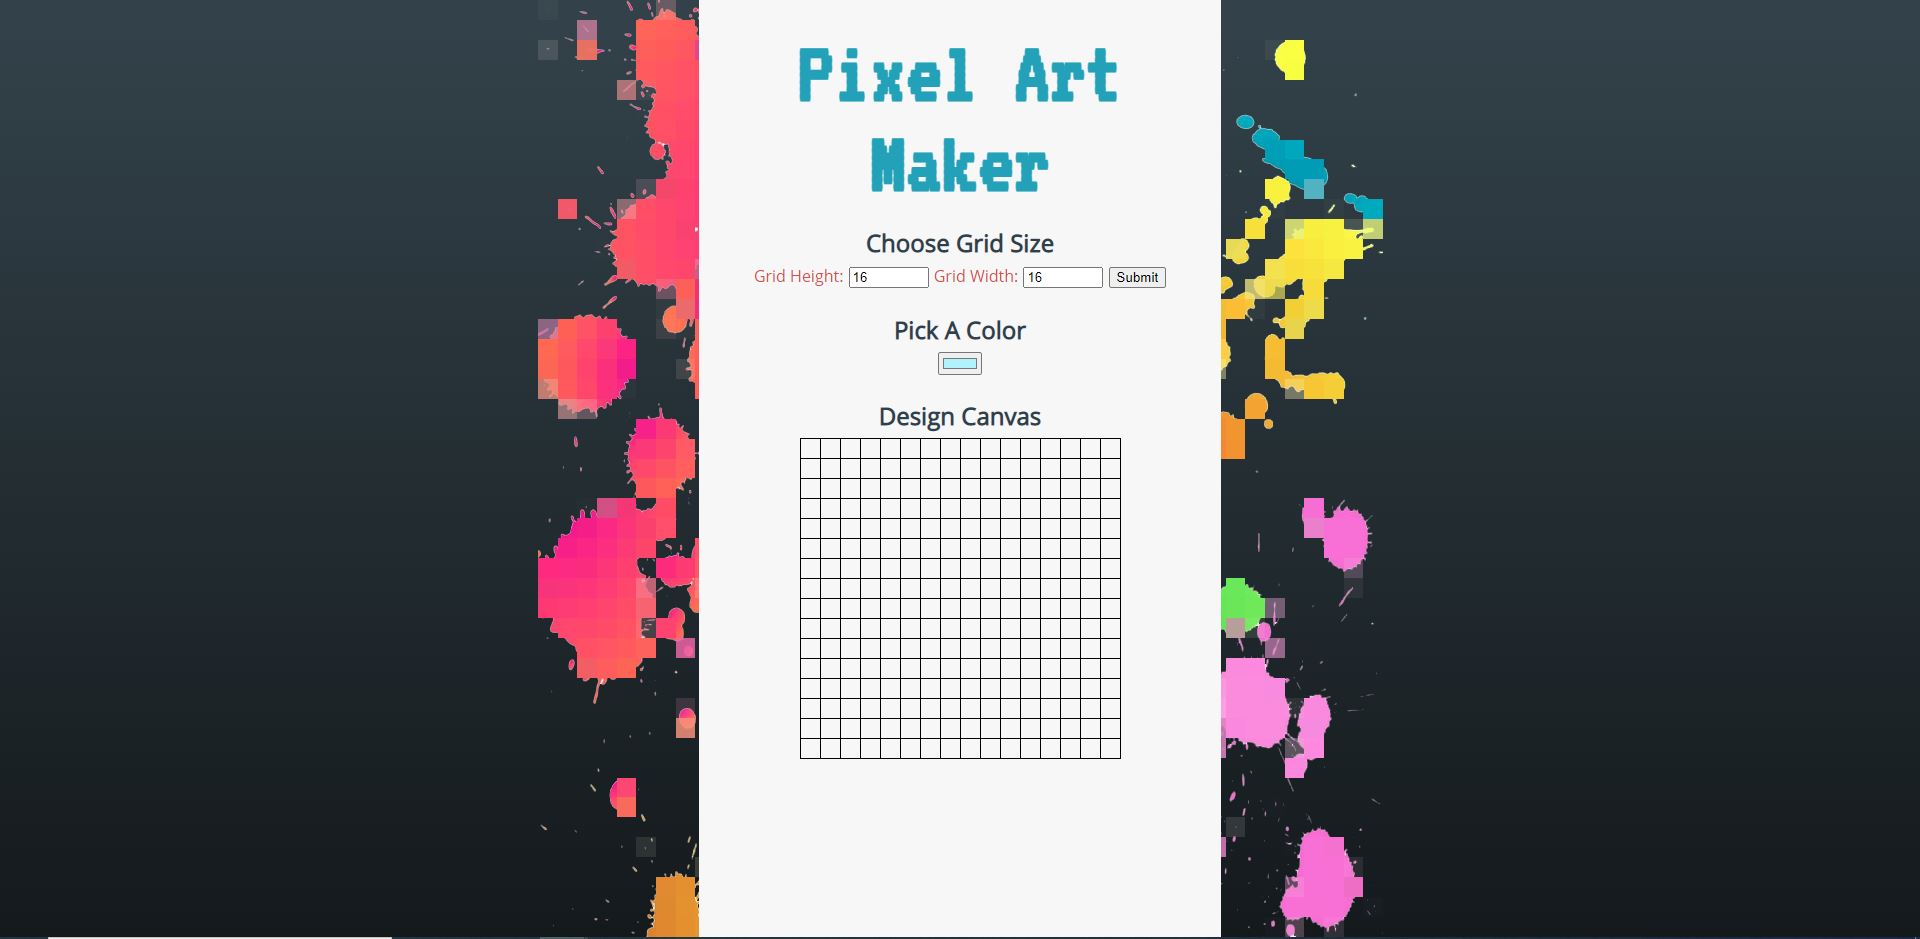 Pixel Art
Maker
Choose Grid Size
Grid Height: 16 Grid Width: 16 Submit
Pick A Color
Design Canvas